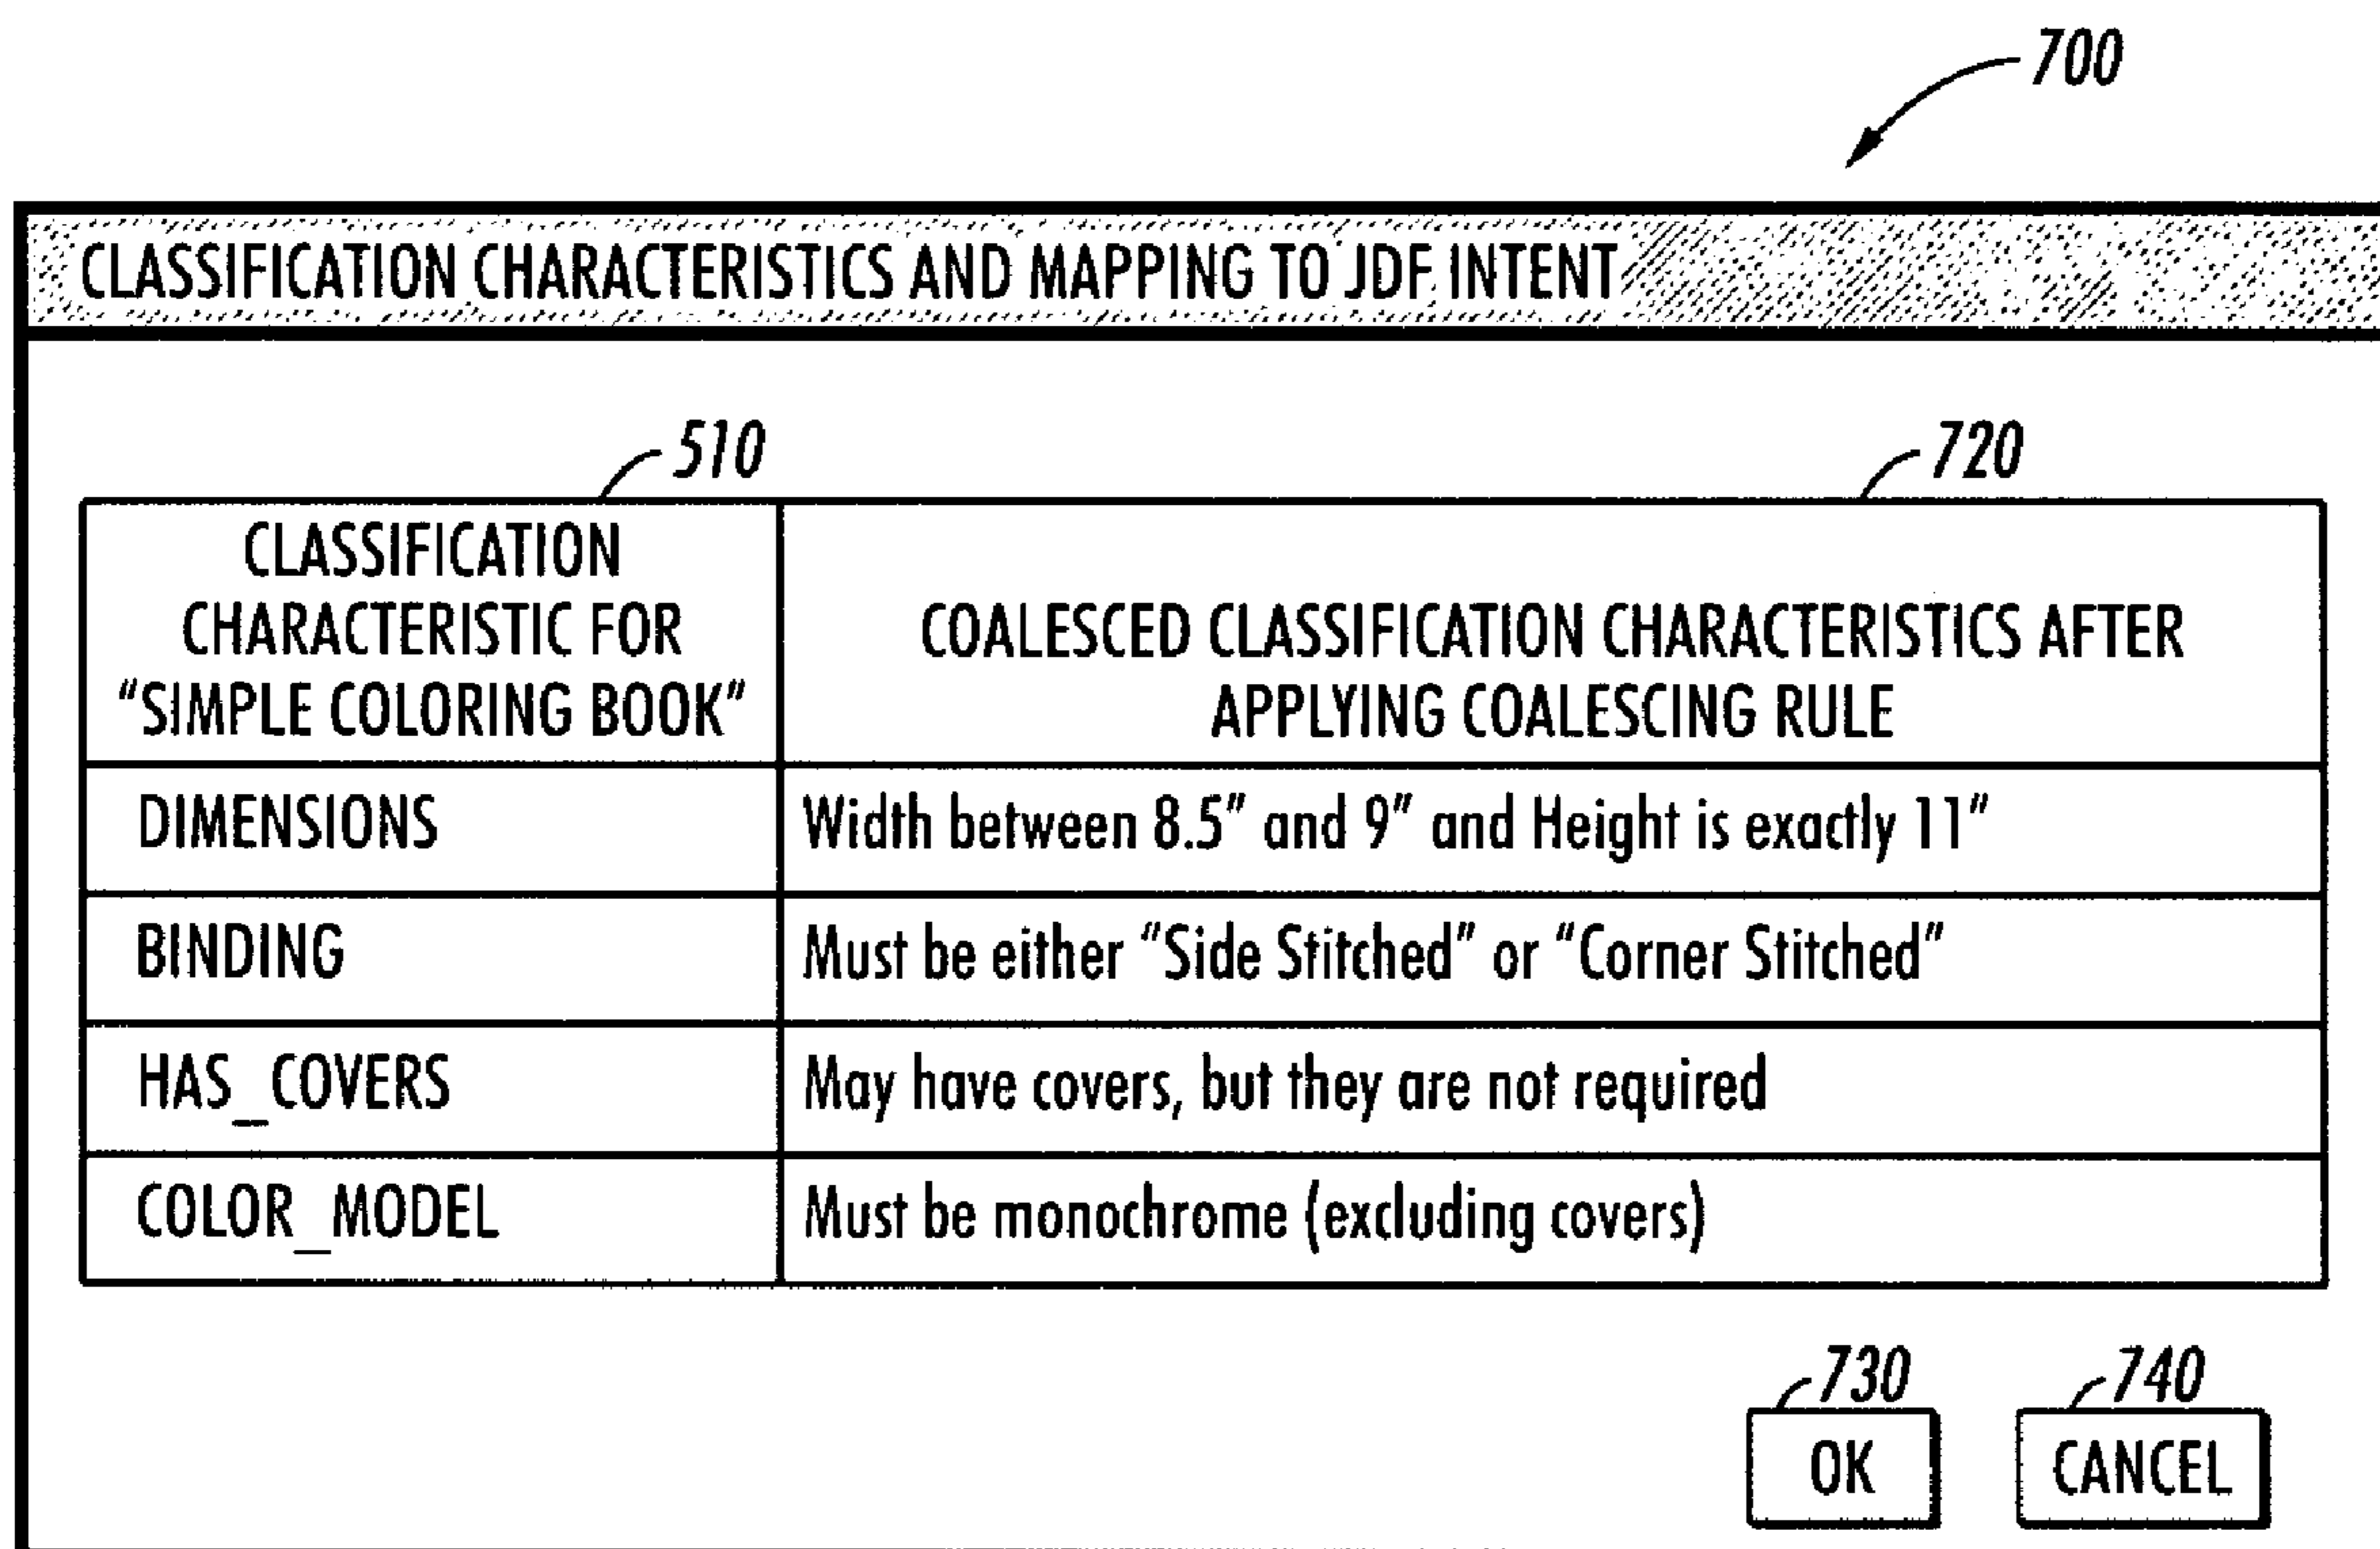 700
CLASSIFICATION CHARACTERISTICS AND MAPPING TO JDF INTENT
510
720
CLASSIFICATION
CHARACTERISTIC FOR
“SIMPLE COLORING BOOK”
COALESCED CLASSIFICATION CHARACTERISTICS AFTER
APPLYING COALESCING RULE
DIMENSIONS
Width between 8.5” and 9” and Height is exactly 11”
BINDING
Must be either “Side Stitched” or “Corner Stitched”
HAS_COVERS
May have covers, but they are not required
COLOR_MODEL
Must be monochrome (excluding covers)
730
740
OK
CANCEL